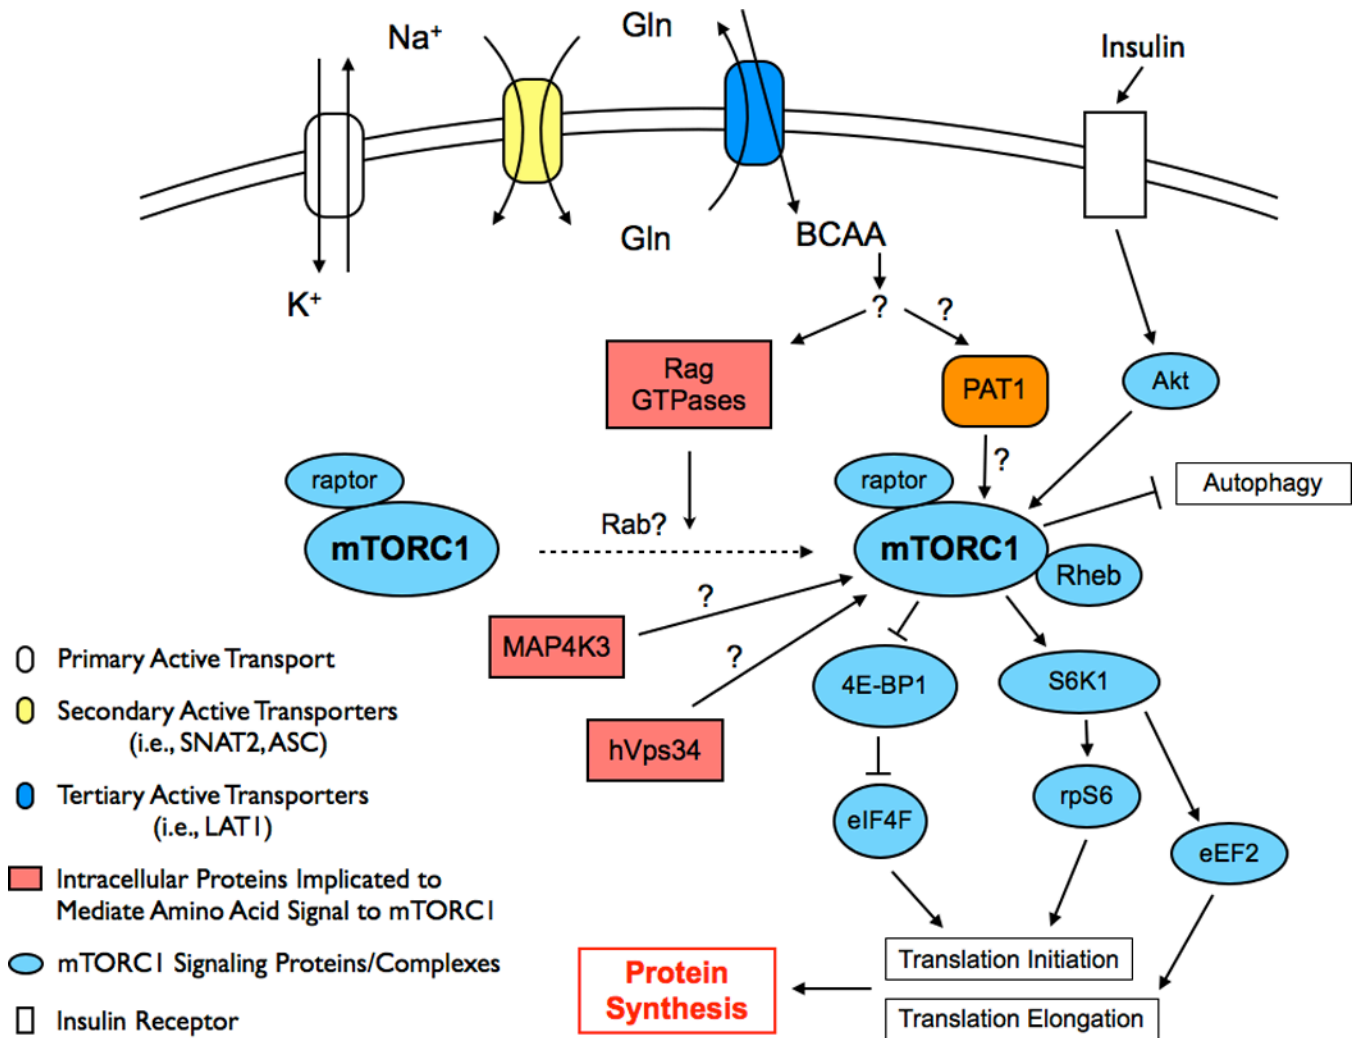 Na⁺
Gln
Insulin
Gln
BCAA
K⁺
?
?
Rag
GTPases
PAT1
Akt
?
raptor
mTORC1
Rab?
raptor
mTORC1
Rheb
Autophagy
?
MAP4K3
?
hVps34
4E-BP1
S6K1
eIF4F
rpS6
eEF2
Translation Initiation
Translation Elongation
Protein
Synthesis
Primary Active Transport
Secondary Active Transporters
(i.e., SNAT2, ASC)
Tertiary Active Transporters
(i.e., LAT1)
Intracellular Proteins Implicated to
Mediate Amino Acid Signal to mTORC1
mTORC1 Signaling Proteins/Complexes
Insulin Receptor